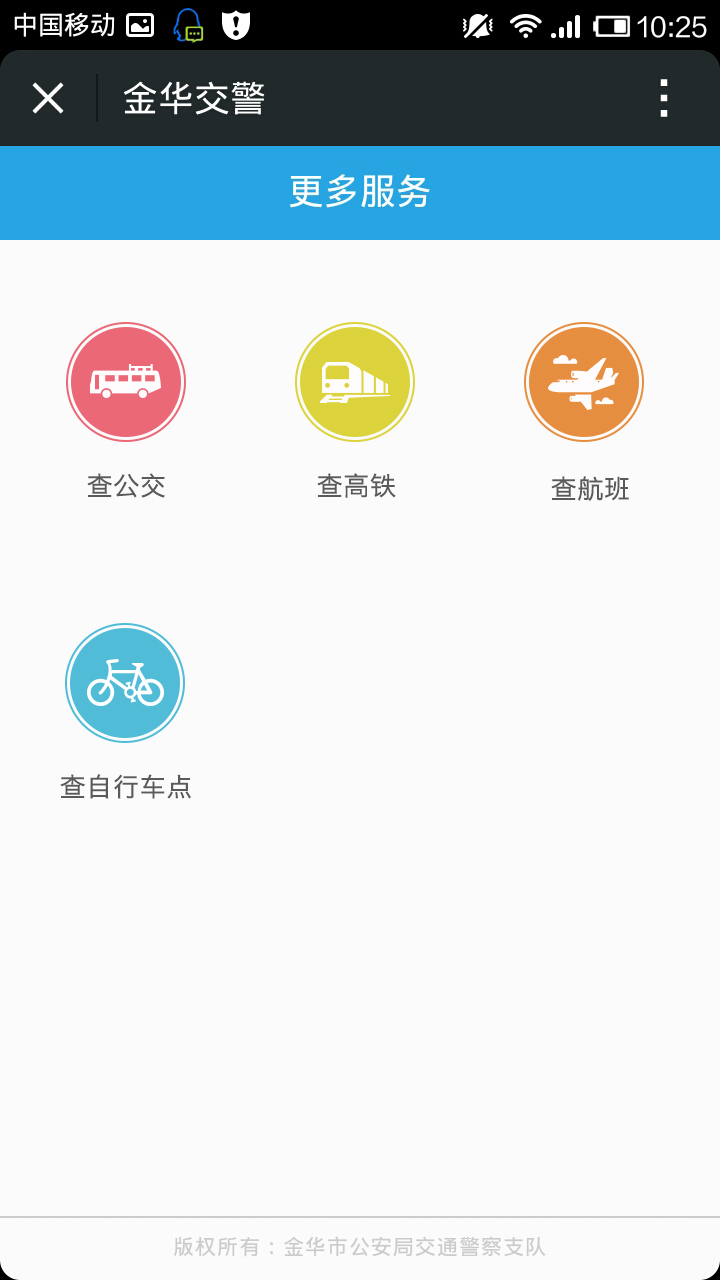 中国移动 10:25
金华交警
更多服务
查公交 查高铁 查航班
查自行车点
版权所有：金华市公安局交通警察支队